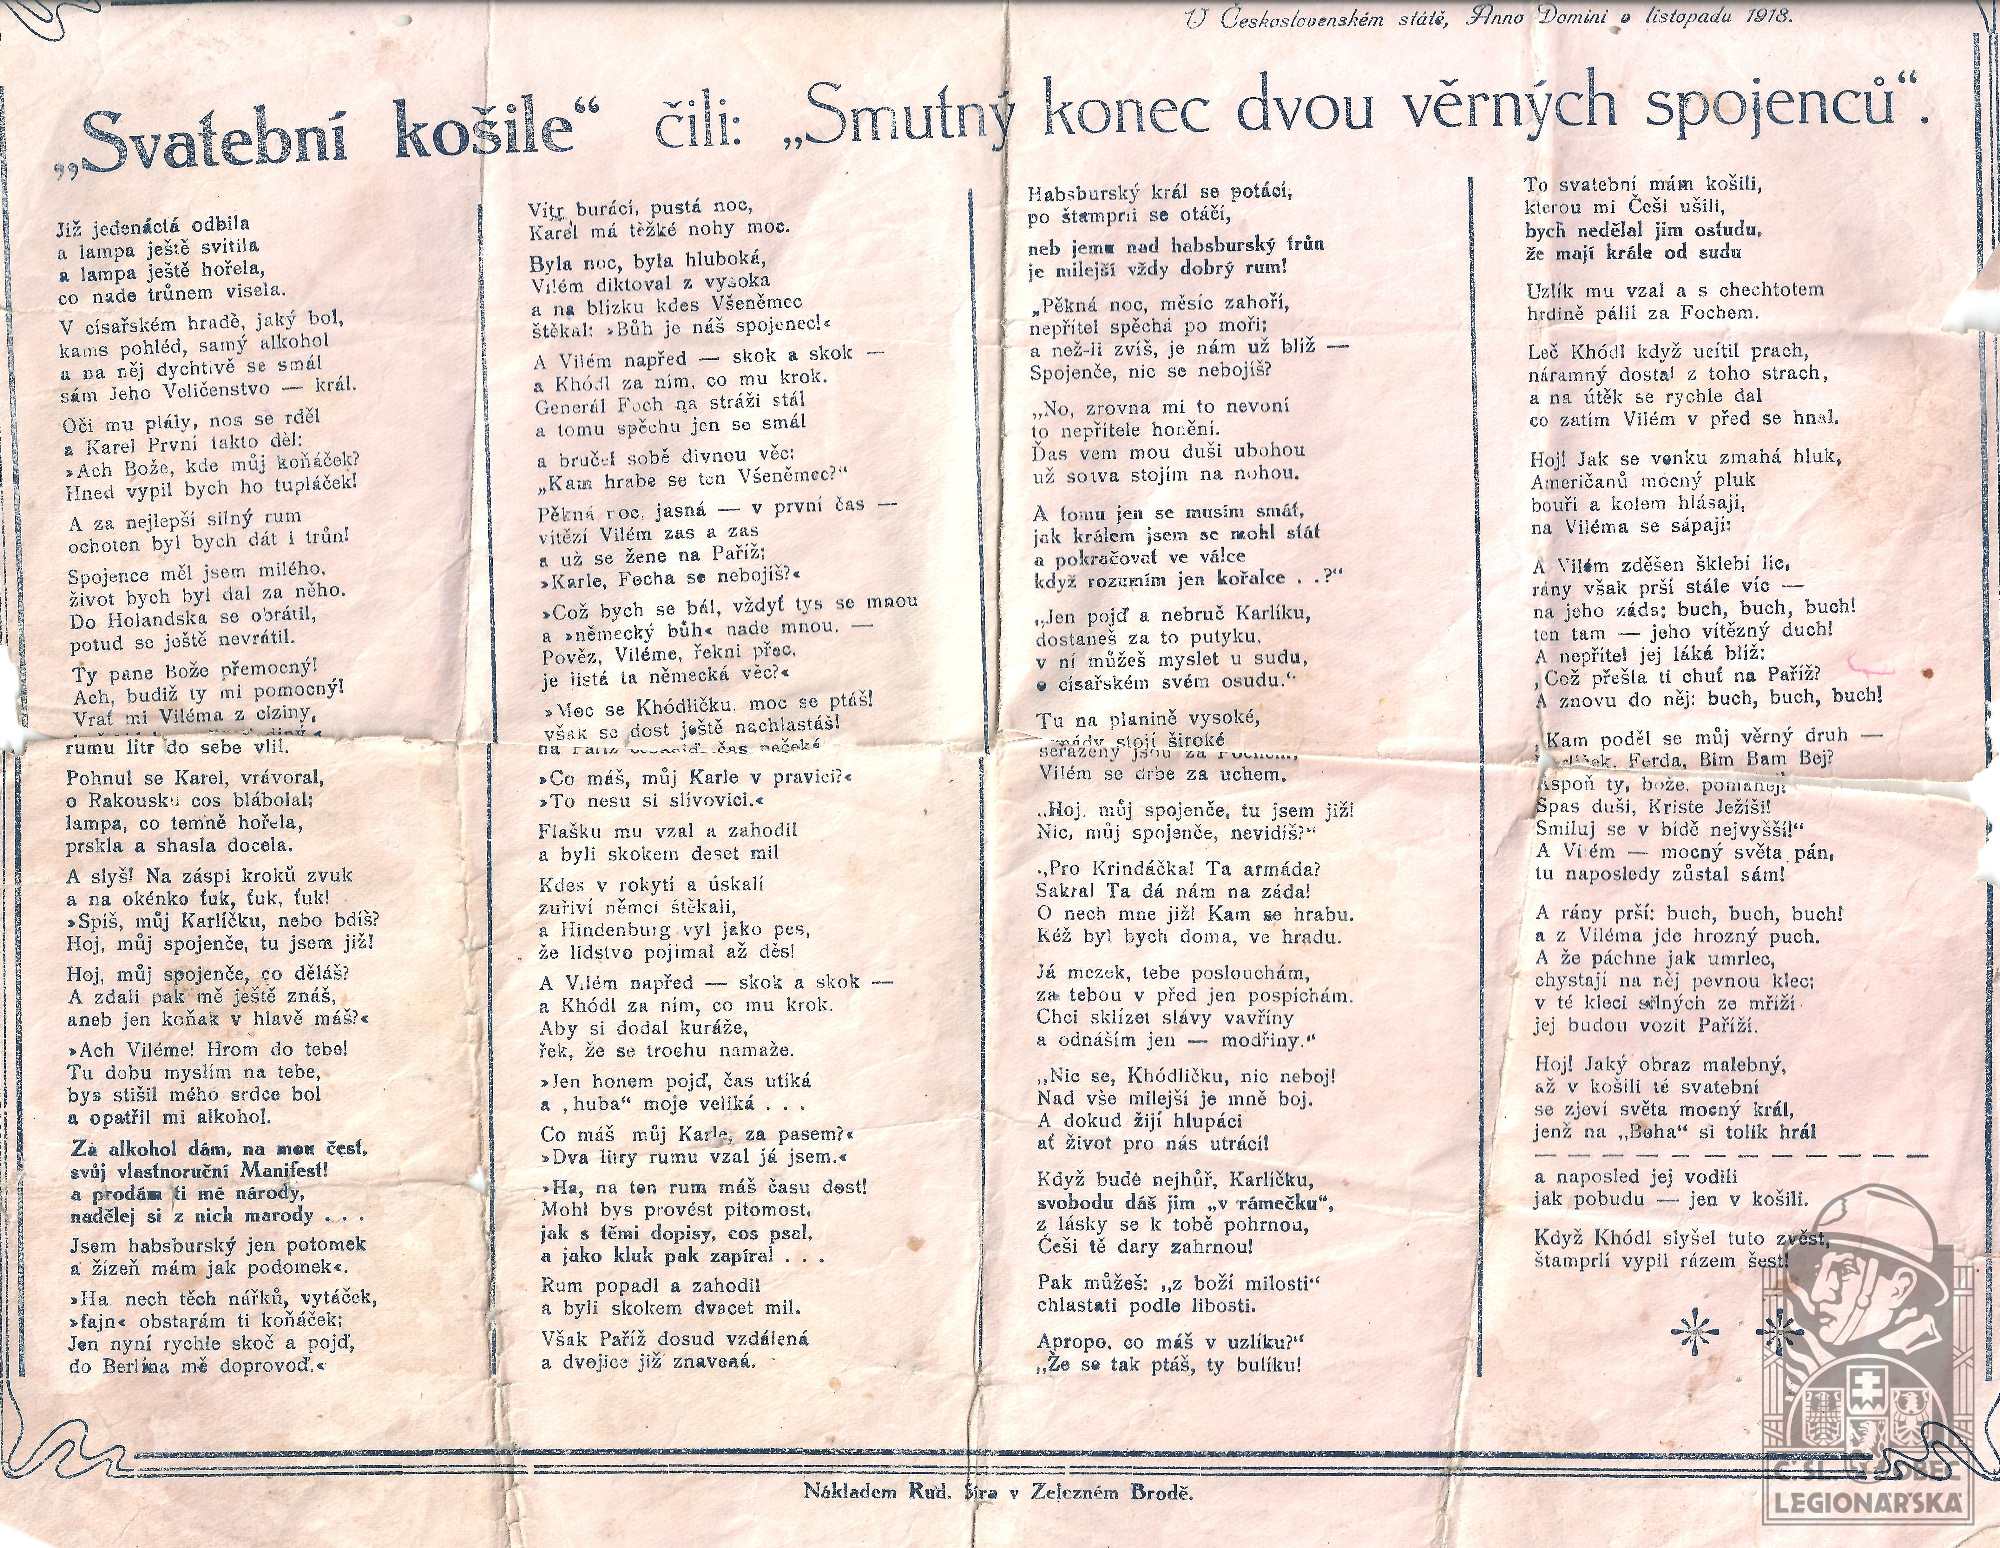 V Československém státě, Anno Domini v listopadu 1918.
„Svatební košile“ čili: „Smutný konec dvou věrných spojenců“.
Již jedenáctá odbila
a lampa ještě svitila
a lampa ještě hořela,
co nade trůnem visela.
V císařském hradě, jaký bol,
kams pohléd, samý alkohol
a na něj dychtivě se smál
sám Jeho Veličenstvo — král.
Oči mu plály, nos se rděl
a Karel První takto děl:
»Ach Bože, kde můj koňáček?
Hned vypil bych ho tupláček!
A za nejlepší silný rum
ochoten byl bych dát i trůn!
Spojence měl jsem milého,
život bych byl dal za něho.
Do Holandska se obrátil,
potud se ještě nevrátil.
Ty pane Bože přemocný!
Ach, budiž ty mi pomocný!
Vrať mi Viléma z ciziny,
rumu litr do sebe vlil.
Pohnul se Karel, vrávoral,
o Rakousku cos blábolal;
lampa, co temně hořela,
prskla a shasla docela.
A slyš! Na záspi kroků zvuk
a na okénko ťuk, ťuk, ťuk!
»Spíš, můj Karlíčku, nebo bdíš?
Hoj, můj spojenče, tu jsem již!
Hoj, můj spojenče, co děláš?
A zdali pak mě ještě znáš,
aneb jen koňak v hlavě máš?«
»Ach Viléme! Hrom do tebe!
Tu dobu myslím na tebe,
bys stišil mého srdce bol
a opatřil mi alkohol.
Za alkohol dám, na mou čest,
svůj vlastnoruční Manifest!
a prodám ti mé národy,
nadělej si z nich marody . . .
Jsem habsburský jen potomek
a žízeň mám jak podomek«.
»Ha nech těch nářků, vytáček,
»fajn« obstarám ti koňáček;
Jen nyní rychle skoč a pojď,
do Berlína mě doprovoď.«
Vítr burácí, pustá noc,
Karel má těžké nohy moc.
Byla noc, byla hluboká,
Vilém diktoval z vysoka
a na blízku kdes Všeněmec
štěkal: »Bůh je náš spojenec!«
A Vilém napřed — skok a skok —
a Khódl za ním, co mu krok.
Generál Foch na stráži stál
a tomu spěchu jen se smál
a bručel sobě divnou věc:
„Kam hrabe se ten Všeněmec?“
Pěkná noc, jasná — v první čas —
vítězí Vilém zas a zas
a už se žene na Paříž;
»Karle, Focha se nebojíš?«
»Což bych se bál, vždyť tys se mnou
a »německý bůh« nade mnou. —
Pověz, Viléme, řekni přec,
je jistá ta německá věc?«
»Moc se Khódlíčku, moc se ptáš!
však se dost ještě nachlastáš!
na Paříž čas nečeká
»Co máš, můj Karle v pravici?«
»To nesu si slivovici.«
Flašku mu vzal a zahodil
a byli skokem deset mil
Kdes v rokytí a úskalí
zuřiví němci štěkali,
a Hindenburg vyl jako pes,
že lidstvo pojímal až děs!
A Vilém napřed — skok a skok —
a Khódl za ním, co mu krok.
Aby si dodal kuráže,
řek, že se trochu namaže.
»Jen honem pojď, čas utíká
a „huba“ moje veliká . . .
Co máš můj Karle, za pasem?«
»Dva litry rumu vzal já jsem.«
»Ha, na ten rum máš času dost!
Mohl bys provést pitomost,
jak s těmi dopisy, cos psal,
a jako kluk pak zapíral . . .
Rum popadl a zahodil
a byli skokem dvacet mil.
Však Paříž dosud vzdálená
a dvojice již znavená.
Habsburský král se potácí,
po štamprli se otáčí,
neb jemu nad habsburský trůn
je milejší vždy dobrý rum!
„Pěkná noc, měsíc zahoří,
nepřítel spěchá po moři;
a než-li zvíš, je nám už blíž —
Spojenče, nic se nebojíš?
„No, zrovna mi to nevoní
to nepřítele honění.
Ďas vem mou duši ubohou
už sotva stojím na nohou.
A tomu jen se musím smát,
jak králem jsem se mohl stát
a pokračovat ve válce
když rozumím jen kořalce . .?“
„Jen pojď a nebruč Karlíku,
dostaneš za to putyku,
v ní můžeš myslet u sudu,
o císařském svém osudu.“
Tu na planině vysoké,
stojí široké
seřazeny jsou za Fochem,
Vilém se drbe za uchem.
„Hoj, můj spojenče, tu jsem již!
Nic, můj spojenče, nevidíš?“
„Pro Krindáčka! Ta armáda?
Sakra! Ta dá nám na záda!
O nech mne již! Kam se hrabu.
Kéž byl bych doma, ve hradu.
Já mezek, tebe poslouchám,
za tebou v před jen pospíchám.
Chci sklízet slávy vavříny
a odnáším jen — modřiny.“
„Nic se, Khódlíčku, nic neboj!
Nad vše milejší je mně boj.
A dokud žijí hlupáci
ať život pro nás utrácí!
Když bude nejhůř, Karlíčku,
svobodu dáš jim „v rámečku“,
z lásky se k tobě pohrnou,
Češi tě dary zahrnou!
Pak můžeš: „z boží milosti“
chlastati podle libosti.
Apropo, co máš v uzlíku?“
„Že se tak ptáš, ty bulíku!
To svatební mám košili,
kterou mi Češi ušili,
bych nedělal jim ostudu,
že mají krále od sudu
Uzlík mu vzal a s chechtotem
hrdině pálil za Fochem.
Leč Khódl když ucítil prach,
náramný dostal z toho strach,
a na útěk se rychle dal
co zatím Vilém v před se hnal.
Hoj! Jak se venku zmahá hluk,
Američanů mocný pluk
bouří a kolem hlásají,
na Viléma se sápají:
A Vilém zděšen šklebí líc,
rány však prší stále víc —
na jeho záda; buch, buch, buch!
ten tam — jeho vítězný duch!
A nepřítel jej láká blíž:
„Což přešla ti chuť na Paříž?
A znovu do něj: buch, buch, buch!
Kam poděl se můj věrný druh —
Ferda, Bim Bam Bej?
Aspoň ty, bože, pomáhej!
Spas duši, Kriste Ježíši!
Smiluj se v bídě nejvyšší!“
A Vilém — mocný světa pán,
tu naposledy zůstal sám!
A rány prší: buch, buch, buch!
a z Viléma jde hrozný puch.
A že páchne jak umrlec,
chystají na něj pevnou klec;
v té kleci silných ze mříží
jej budou vozit Paříží.
Hoj! Jaký obraz malebný,
až v košili té svatební
se zjeví světa mocný král,
jenž na „Boha“ si tolik hrál
a naposled jej vodili
jak pobudu — jen v košili.
Když Khódl slyšel tuto zvěst,
štamprlí vypil rázem šest!
Nákladem Rud. Šíra v Železném Brodě.
ČSL. OBEC
LEGIONÁŘSKÁ